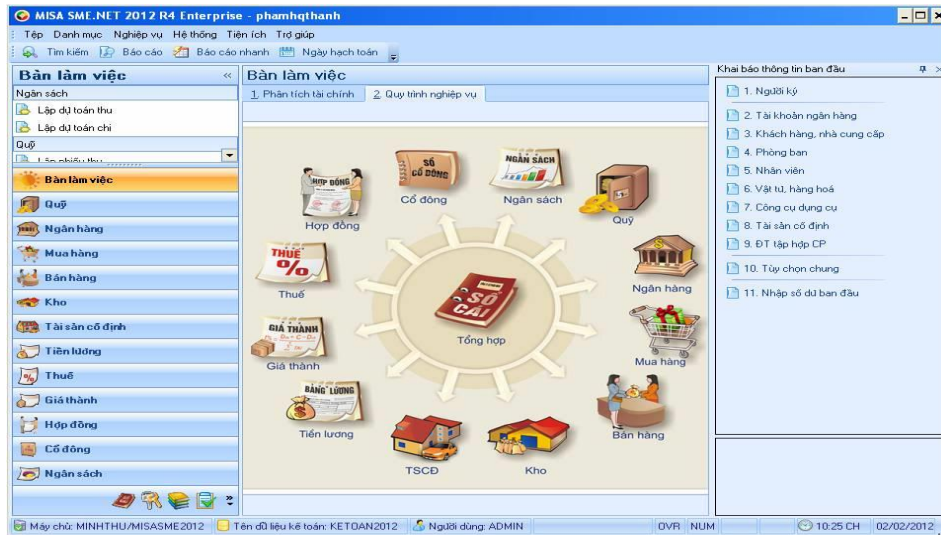 MISA SME.NET 2012 R4 Enterprise - phamhqthanh
Tệp Danh mục Nghiệp vụ Hệ thống Tiện ích Trợ giúp
Tìm kiếm Báo cáo Báo cáo nhanh Ngày hạch toán
Bàn làm việc «
Ngân sách
Lập dự toán thu
Lập dự toán chi
Quỹ
Lập phiếu thu
Bàn làm việc
Quỹ
Ngân hàng
Mua hàng
Bán hàng
Kho
Tài sản cố định
Tiền lương
Thuế
Giá thành
Hợp đồng
Cổ đông
Ngân sách
Bàn làm việc
1. Phân tích tài chính 2. Quy trình nghiệp vụ
HỢP ĐỒNG
Hợp đồng
SỔ
CỔ ĐÔNG
Cổ đông
NGÂN SÁCH
Ngân sách
Quỹ
THUẾ
%
Thuế
Ngân hàng
SỔ
CÁI
Tổng hợp
GIÁ THÀNH
Giá thành
Mua hàng
BẢNG LƯƠNG
Tiền lương
Bán hàng
TSCĐ
Kho
Khai báo thông tin ban đầu
1. Người ký
2. Tài khoản ngân hàng
3. Khách hàng, nhà cung cấp
4. Phòng ban
5. Nhân viên
6. Vật tư, hàng hoá
7. Công cụ dụng cụ
8. Tài sản cố định
9. ĐT tập hợp CP
10. Tùy chọn chung
11. Nhập số dư ban đầu
Máy chủ: MINHTHU/MISASME2012 Tên dữ liệu kế toán: KETOAN2012 Người dùng: ADMIN OVR NUM 10:25 CH 02/02/2012